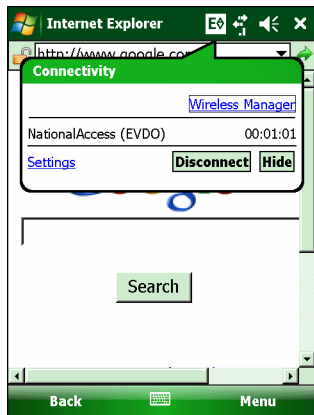 Internet Explorer E
http://www.google.co
Connectivity
Wireless Manager
NationalAccess (EVDO) 00:01:01
Settings Disconnect Hide
Search
Back Menu